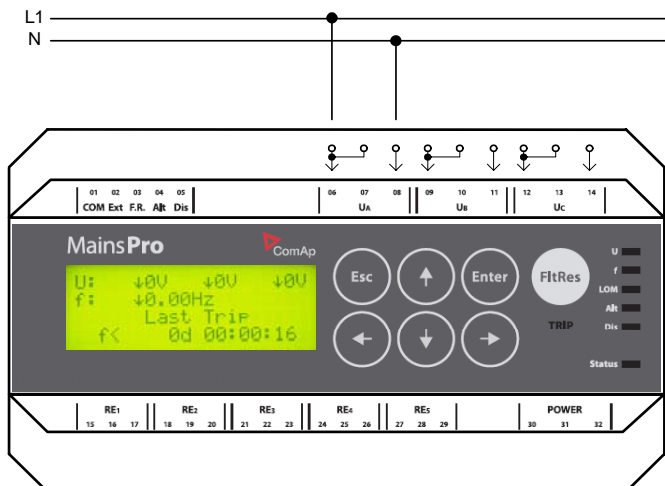 L1
N
01 02 03 04 05
COM Ext F.R. Alt Dis
06 07 08 09 10 11 12 13 14
UA UB UC
MainsPro
ComAp
U: ↓0V ↓0V ↓0V
f: ↓0.00Hz
Last Trip
f< 0d 00:00:16
Esc ↑ Enter FltRes
← ↓ →
TRIP
U
f
LOM
Alt
Dis
Status
RE1 RE2 RE3 RE4 RE5 POWER
15 16 17 18 19 20 21 22 23 24 25 26 27 28 29 30 31 32